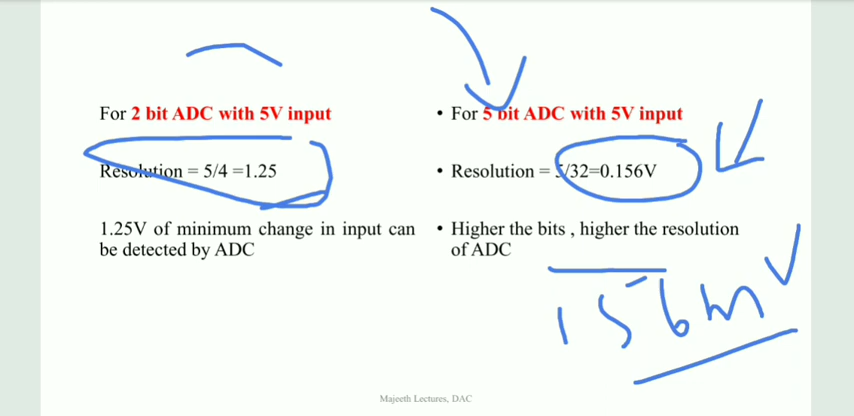 For 2 bit ADC with 5V input
Resolution = 5/4 =1.25
1.25V of minimum change in input can
be detected by ADC
• For 5 bit ADC with 5V input
• Resolution = 5/32=0.156V
• Higher the bits , higher the resolution
of ADC
156mV
Majeeth Lectures, DAC